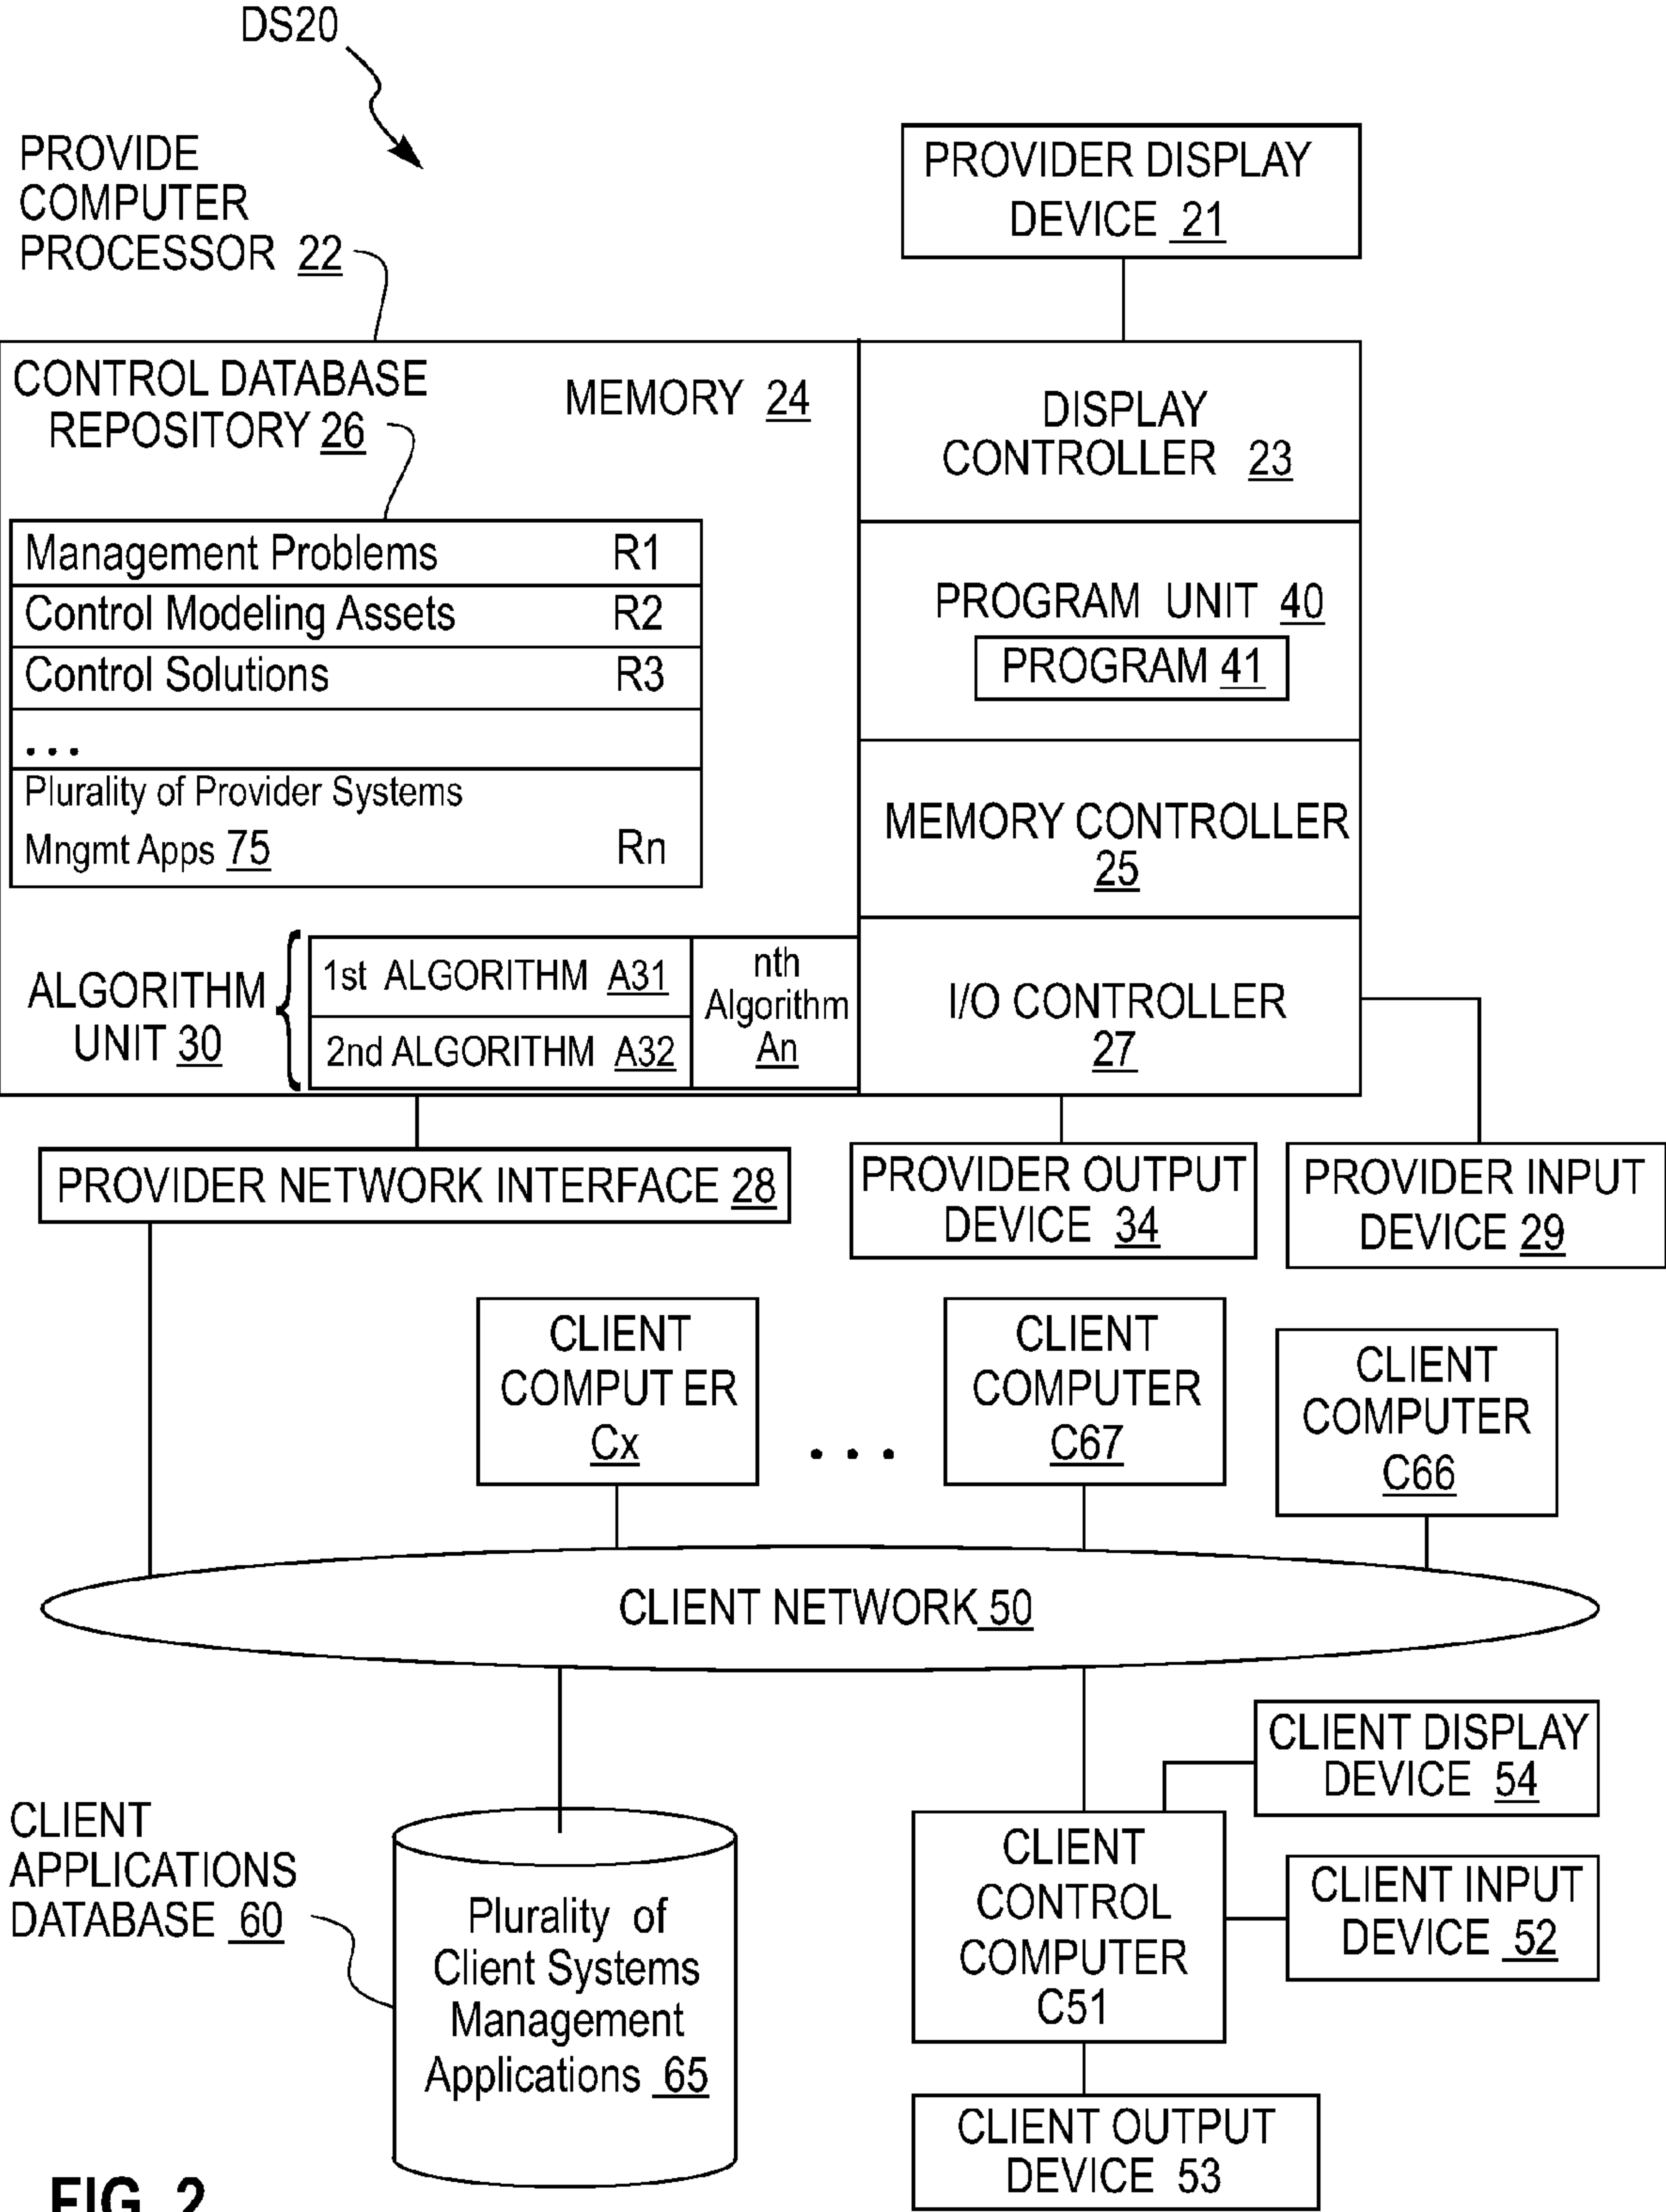 DS20
PROVIDE
COMPUTER
PROCESSOR 22
PROVIDER DISPLAY
DEVICE 21
CONTROL DATABASE
REPOSITORY 26
MEMORY 24
DISPLAY
CONTROLLER 23
Management Problems R1
Control Modeling Assets R2
Control Solutions R3
...
Plurality of Provider Systems
Mngmt Apps 75 Rn
PROGRAM UNIT 40
PROGRAM 41
MEMORY CONTROLLER
25
ALGORITHM
UNIT 30
1st ALGORITHM A31
2nd ALGORITHM A32
nth
Algorithm
An
I/O CONTROLLER
27
PROVIDER NETWORK INTERFACE 28
PROVIDER OUTPUT
DEVICE 34
PROVIDER INPUT
DEVICE 29
CLIENT
COMPUT ER
Cx
...
CLIENT
COMPUTER
C67
CLIENT
COMPUTER
C66
CLIENT NETWORK 50
CLIENT
APPLICATIONS
DATABASE 60
Plurality of
Client Systems
Management
Applications 65
CLIENT
CONTROL
COMPUTER
C51
CLIENT DISPLAY
DEVICE 54
CLIENT INPUT
DEVICE 52
CLIENT OUTPUT
DEVICE 53
FIG. 2